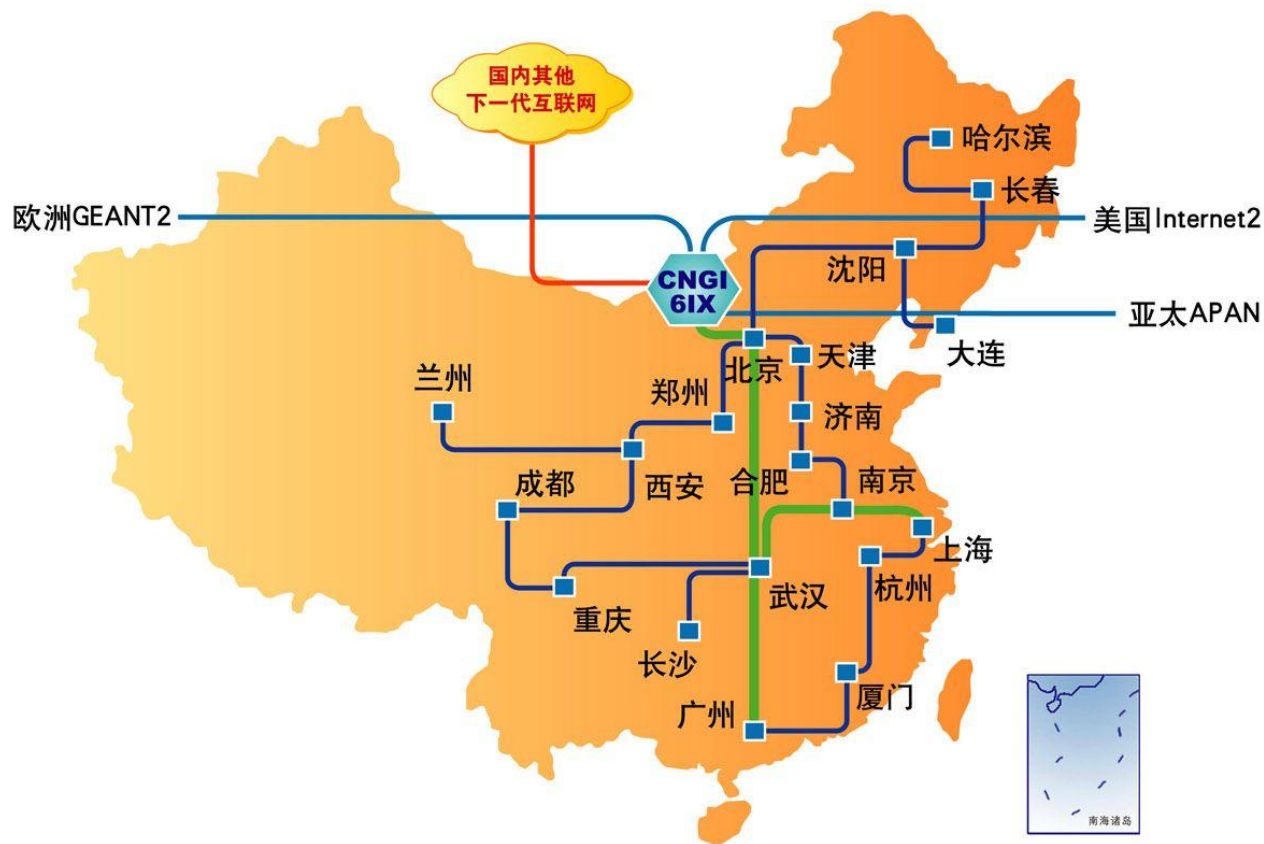 国内其他
下一代互联网
哈尔滨
长春
欧洲GEANT2
美国Internet2
沈阳
CNGI
6IX
亚太APAN
大连
北京
天津
兰州
郑州
济南
成都
西安
合肥
南京
上海
武汉
杭州
重庆
长沙
厦门
广州
南海诸岛